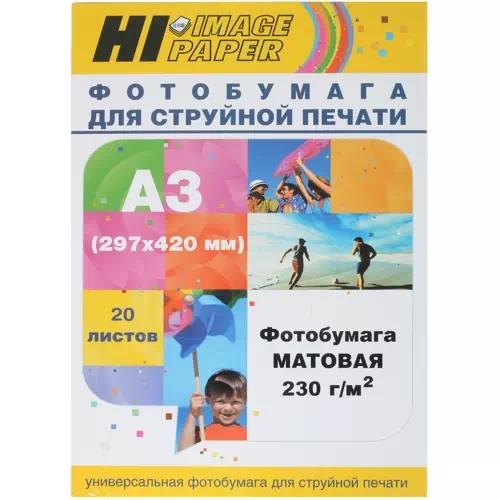 HI IMAGE
PAPER
ФОТОБУМАГА
ДЛЯ СТРУЙНОЙ ПЕЧАТИ
А3
(297х420 мм)
20
листов
Фотобумага
МАТОВАЯ
230 г/м²
универсальная фотобумага для струйной печати